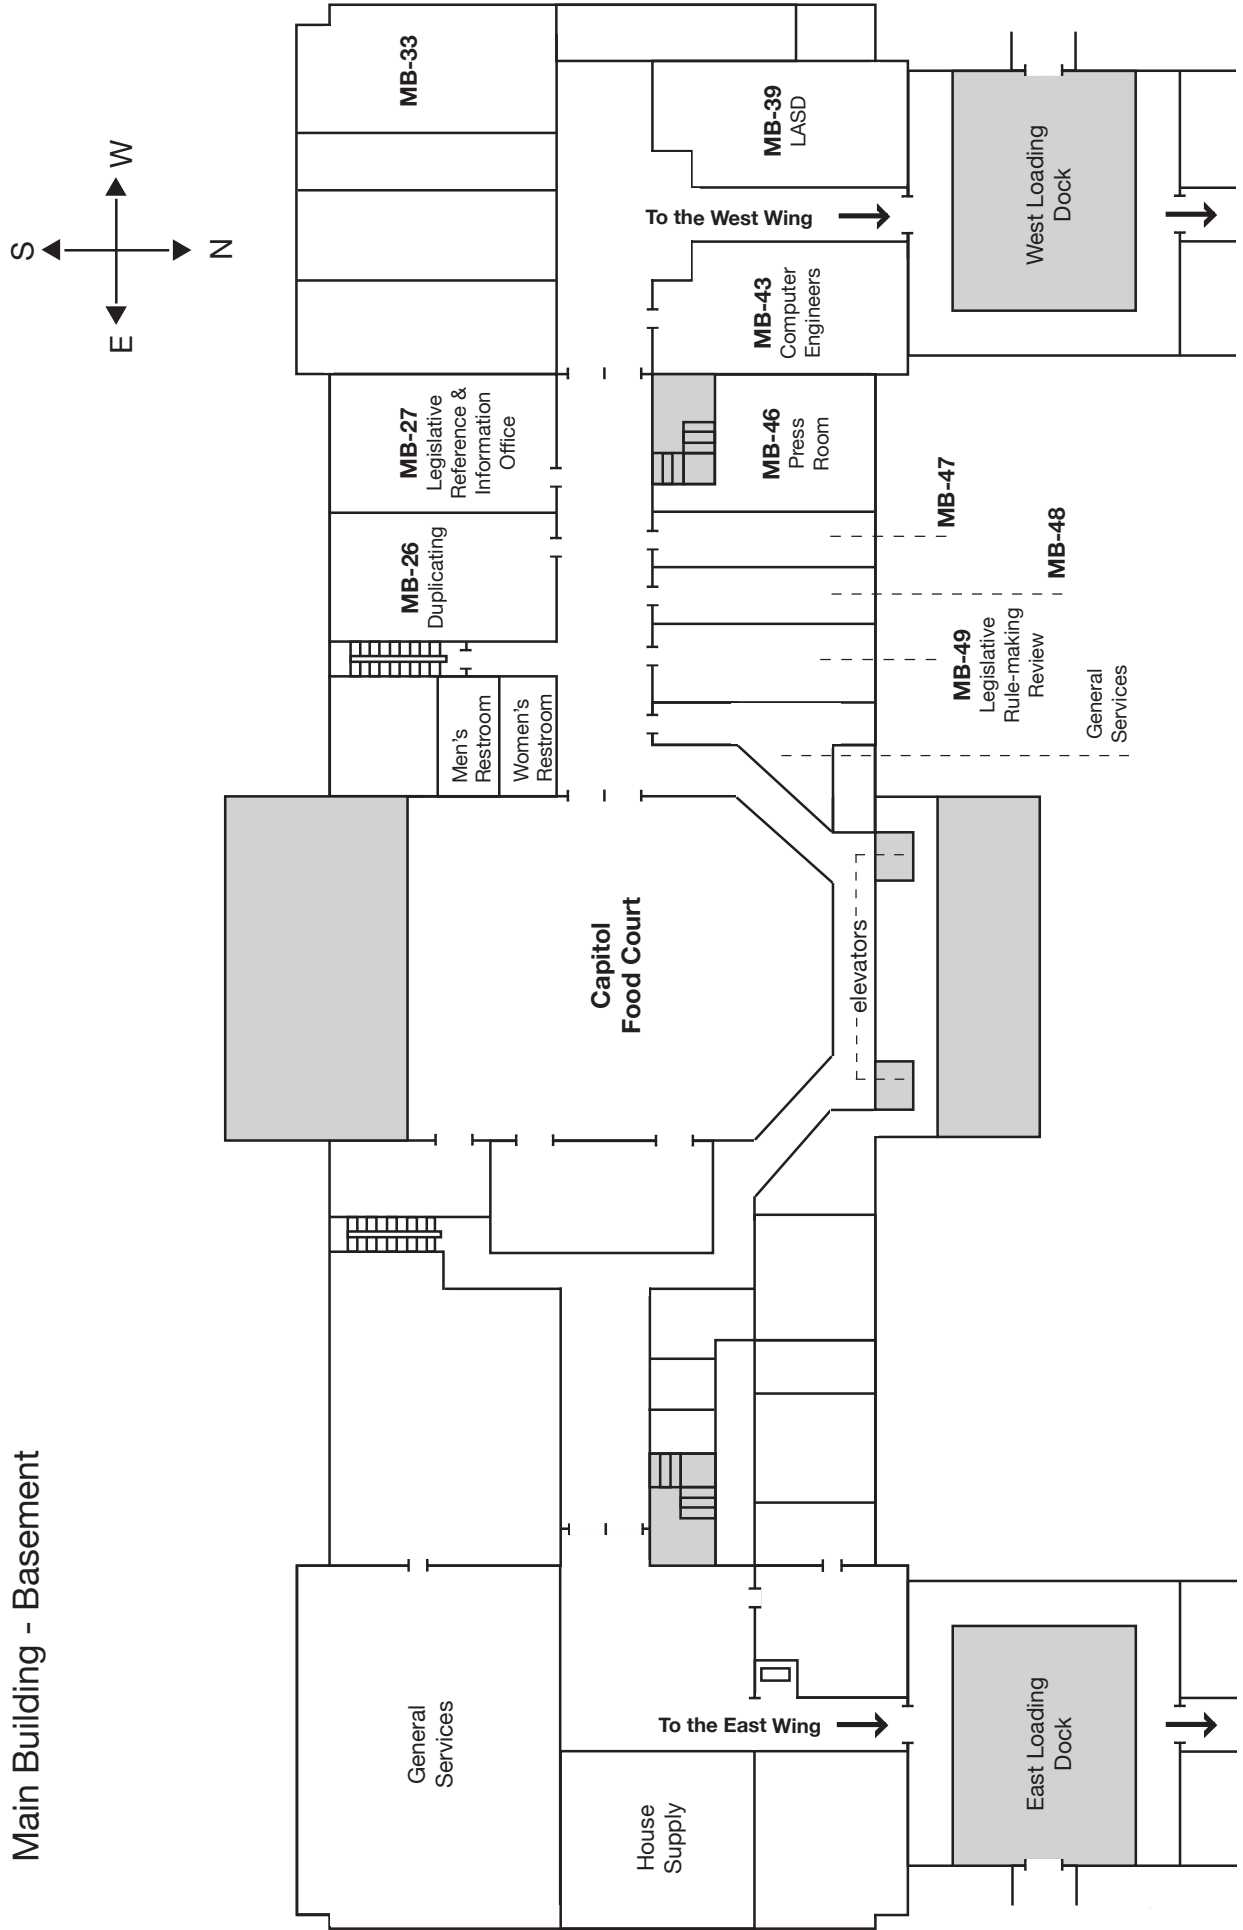 Main Building - Basement
S
E
W
N
General
Services
House
Supply
To the East Wing
East Loading
Dock
Capitol
Food Court
elevators
Men's
Restroom
Women's
Restroom
MB-26
Duplicating
MB-27
Legislative
Reference &
Information
Office
MB-33
MB-39
LASD
To the West Wing
MB-43
Computer
Engineers
MB-46
Press
Room
MB-47
MB-48
MB-49
Legislative
Rule-making
Review
General
Services
West Loading
Dock